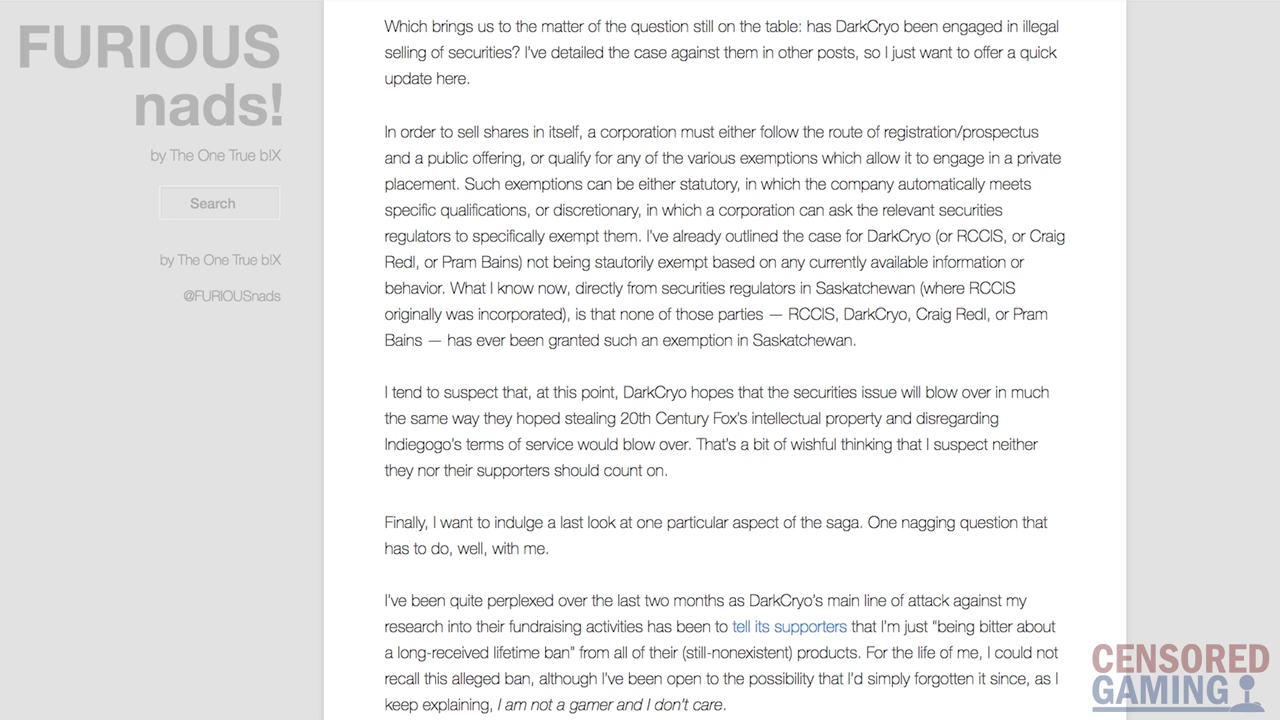 FURIOUS
nads!
by The One True b!X
Search
by The One True b!X
@FURIOUSnads
Which brings us to the matter of the question still on the table: has DarkCryo been engaged in illegal
selling of securities? I've detailed the case against them in other posts, so I just want to offer a quick
update here.
In order to sell shares in itself, a corporation must either follow the route of registration/prospectus
and a public offering, or qualify for any of the various exemptions which allow it to engage in a private
placement. Such exemptions can be either statutory, in which the company automatically meets
specific qualifications, or discretionary, in which a corporation can ask the relevant securities
regulators to specifically exempt them. I've already outlined the case for DarkCryo (or RCCIS, or Craig
Redl, or Pram Bains) not being stautorily exempt based on any currently available information or
behavior. What I know now, directly from securities regulators in Saskatchewan (where RCCIS
originally was incorporated), is that none of those parties — RCCIS, DarkCryo, Craig Redl, or Pram
Bains — has ever been granted such an exemption in Saskatchewan.
I tend to suspect that, at this point, DarkCryo hopes that the securities issue will blow over in much
the same way they hoped stealing 20th Century Fox's intellectual property and disregarding
Indiegogo's terms of service would blow over. That's a bit of wishful thinking that I suspect neither
they nor their supporters should count on.
Finally, I want to indulge a last look at one particular aspect of the saga. One nagging question that
has to do, well, with me.
I've been quite perplexed over the last two months as DarkCryo's main line of attack against my
research into their fundraising activities has been to tell its supporters that I'm just "being bitter about
a long-received lifetime ban" from all of their (still-nonexistent) products. For the life of me, I could not
recall this alleged ban, although I've been open to the possibility that I'd simply forgotten it since, as I
keep explaining, I am not a gamer and I don't care.
CENSORED
GAMING